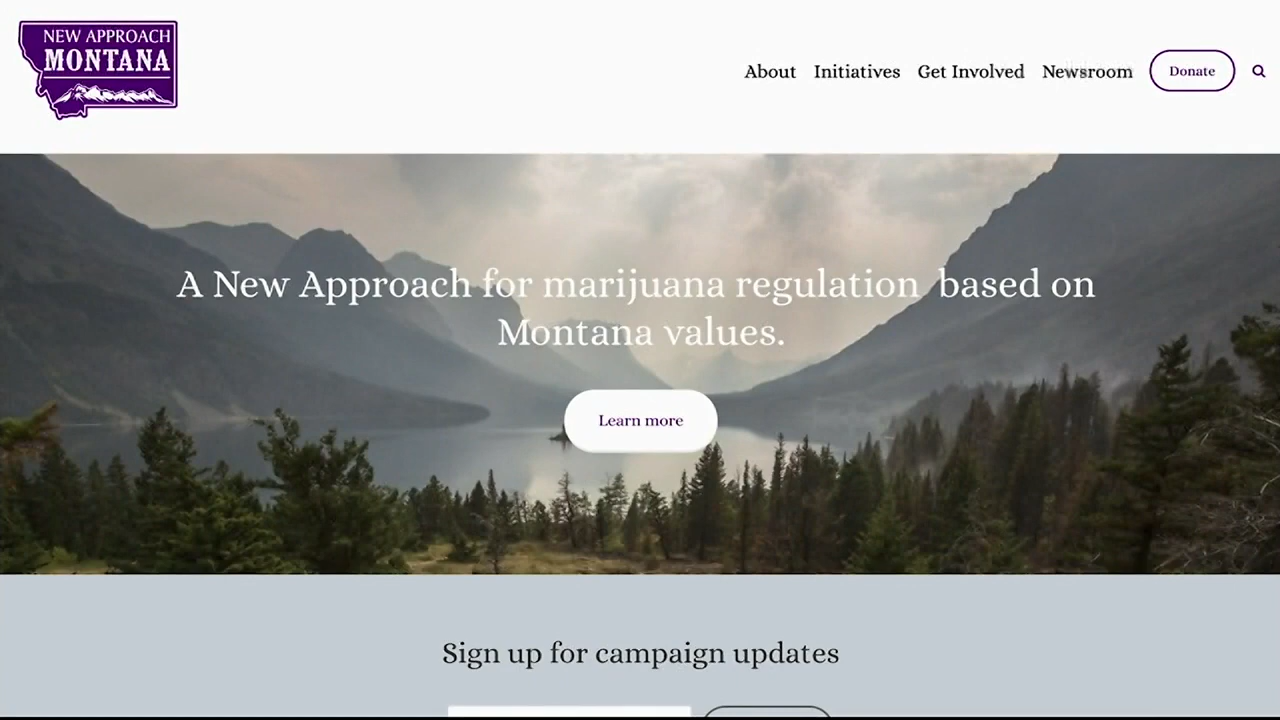 NEW APPROACH
MONTANA
About Initiatives Get Involved Newsroom Donate
A New Approach for marijuana regulation based on
Montana values.
Learn more
Sign up for campaign updates